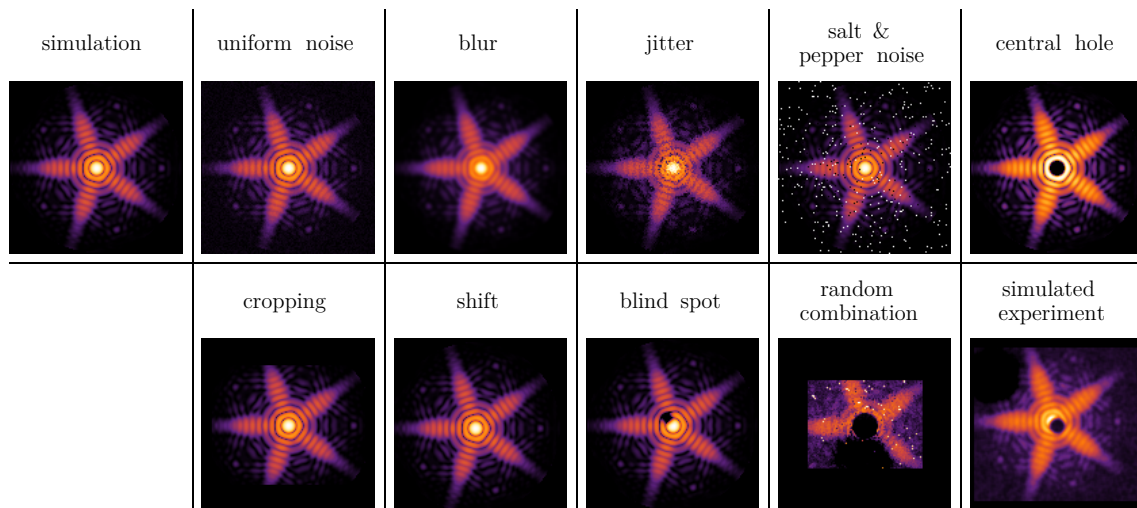 simulation
uniform noise
blur
jitter
salt &
pepper noise
central hole
cropping
shift
blind spot
random
combination
simulated
experiment